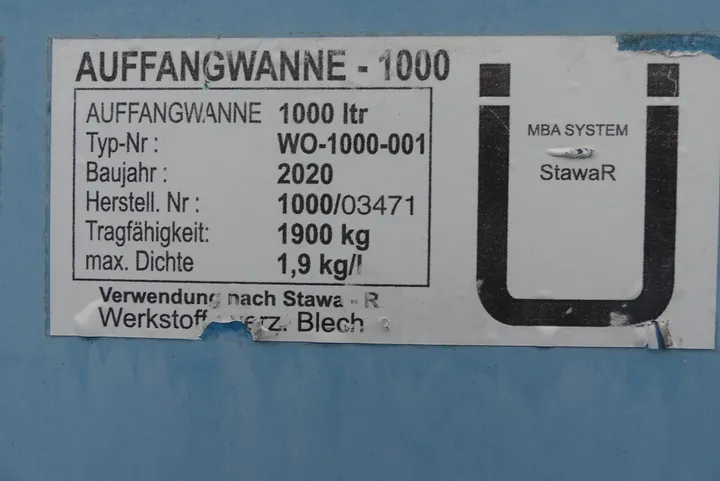 AUFFANGWANNE - 1000
AUFFANGWANNE 1000 ltr
Typ-Nr : WO-1000-001
Baujahr : 2020
Herstell. Nr : 1000/03471
Tragfähigkeit: 1900 kg
max. Dichte 1,9 kg/l
Verwendung nach Stawa - R
Werkstoff verz. Blech
Ü
MBA SYSTEM
StawaR